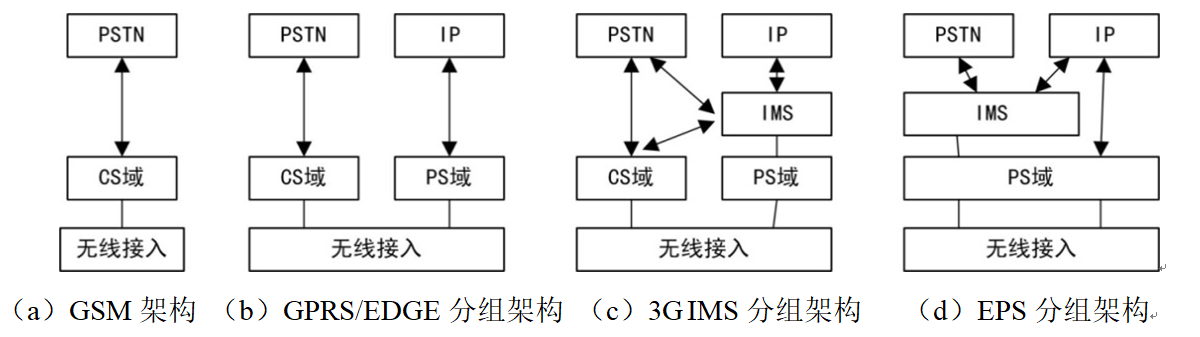 PSTN
CS域
无线接入
(a) GSM 架构
PSTN IP
CS域 PS域
无线接入
(b) GPRS/EDGE 分组架构
PSTN IP
IMS
CS域 PS域
无线接入
(c) 3G IMS 分组架构
PSTN IP
IMS
PS域
无线接入
(d) EPS 分组架构